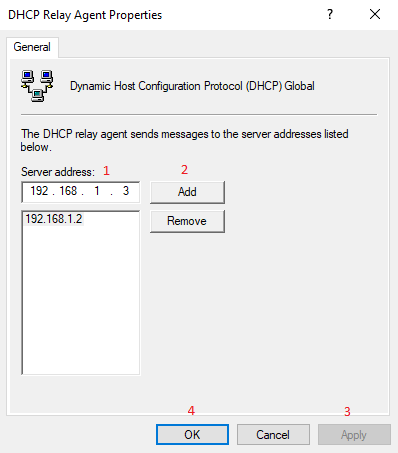 DHCP Relay Agent Properties
? ×
General
Dynamic Host Configuration Protocol (DHCP) Global
The DHCP relay agent sends messages to the server addresses listed
below.
Server address: 1 2
192 . 168 . 1 . 3 Add
192.168.1.2 Remove
4 3
OK Cancel Apply